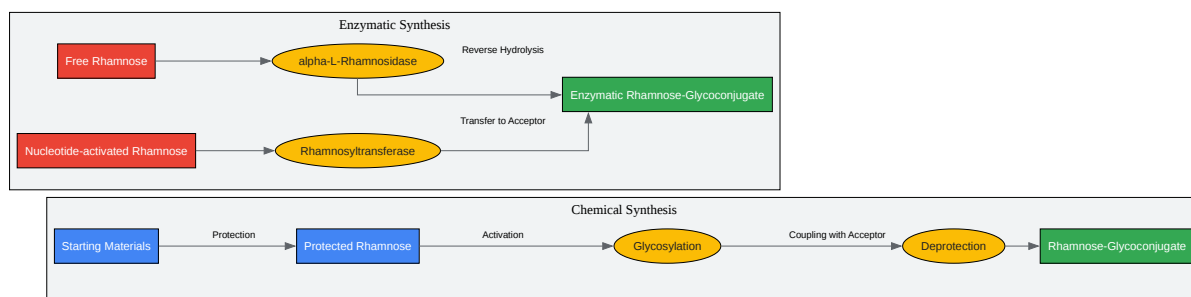 Enzymatic Synthesis
Free Rhamnose
alpha-L-Rhamnosidase
Reverse Hydrolysis
Enzymatic Rhamnose-Glycoconjugate
Transfer to Acceptor
Nucleotide-activated Rhamnose
Rhamnosyltransferase
Chemical Synthesis
Starting Materials
Protection
Protected Rhamnose
Activation
Glycosylation
Coupling with Acceptor
Deprotection
Rhamnose-Glycoconjugate